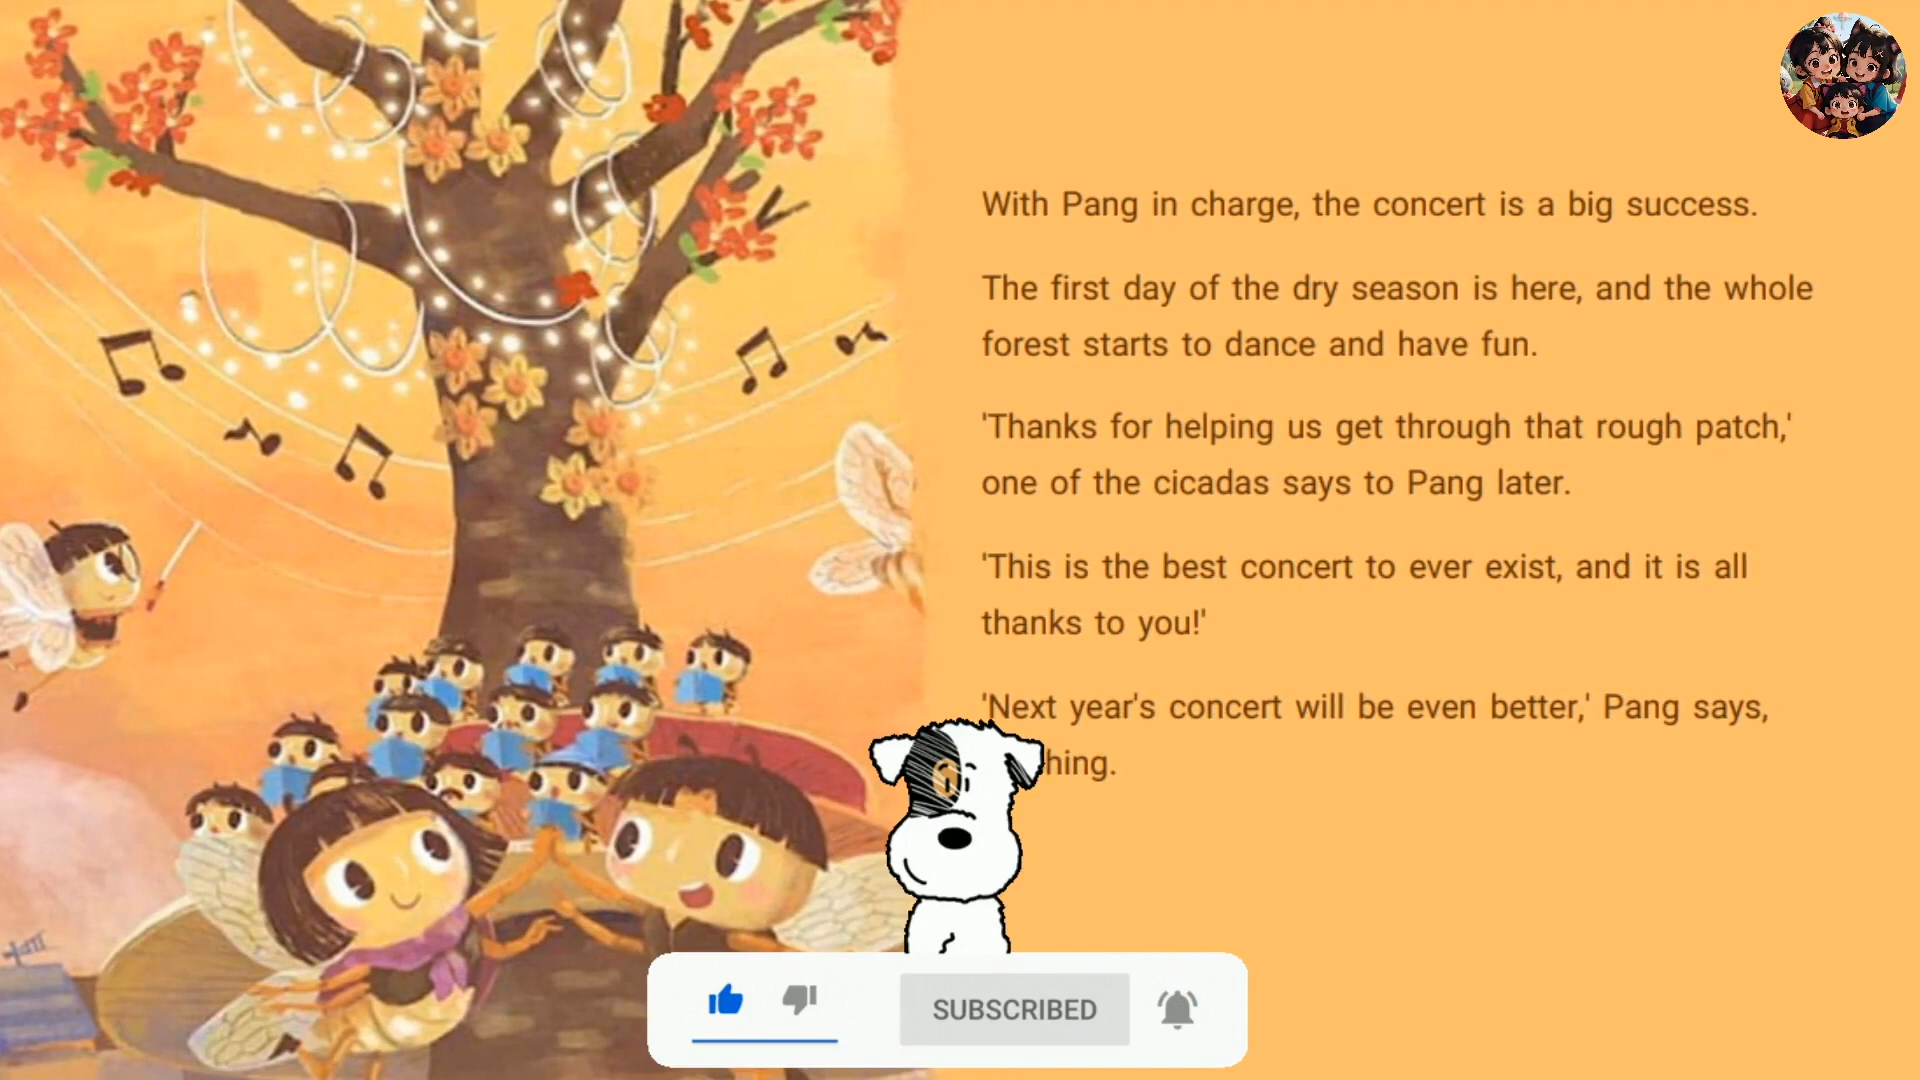 With Pang in charge, the concert is a big success.
The first day of the dry season is here, and the whole
forest starts to dance and have fun.
'Thanks for helping us get through that rough patch,'
one of the cicadas says to Pang later.
'This is the best concert to ever exist, and it is all
thanks to you!'
'Next year's concert will be even better,' Pang says,
SUBSCRIBED